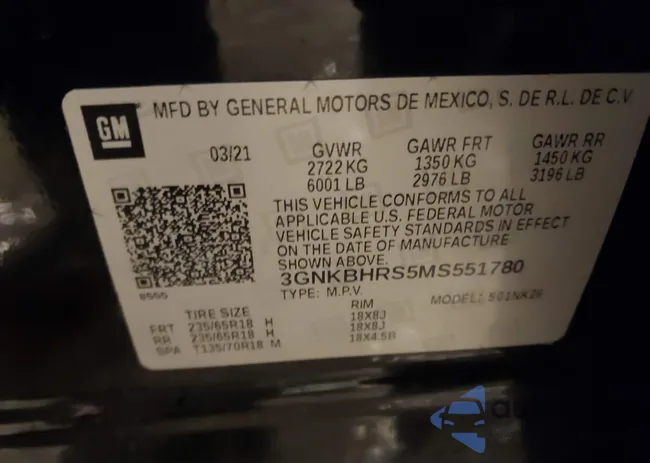 GM
MFD BY GENERAL MOTORS DE MEXICO, S. DE R.L. DE C.V.
03/21 GVWR GAWR FRT GAWR RR
2722 KG 1350 KG 1450 KG
6001 LB 2976 LB 3196 LB
THIS VEHICLE CONFORMS TO ALL
APPLICABLE U.S. FEDERAL MOTOR
VEHICLE SAFETY STANDARDS IN EFFECT
ON THE DATE OF MANUFACTURE
SHOWN ABOVE.
3GNKBHRS5MS551780
TYPE: M.P.V. MODEL: 501NK26
8555
TIRE SIZE RIM
FRT 235/65R18 H 18X8J
RR 235/65R18 H 18X8J
SPA T135/70R18 M 18X4.5B